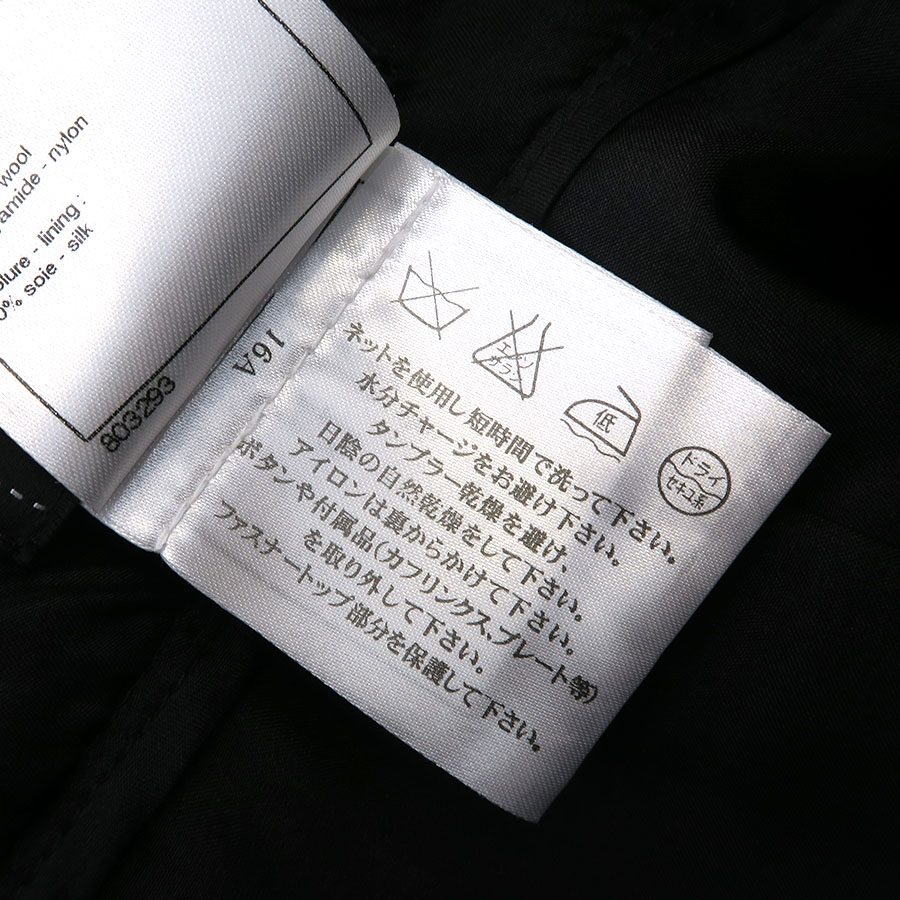 wool
amide - nylon
lining :
0% soie - silk
803293
16A
エンソ
サラシ
低
ドライ
セキユ系
ネットを使用し短時間で洗って下さい。
水分チャージをお避け下さい。
タンブラー乾燥を避け、
日陰の自然乾燥をして下さい。
アイロンは裏からかけて下さい。
ボタンや付属品(カフリンクス、プレート等)
を取り外して下さい。
ファスナートップ部分を保護して下さい。